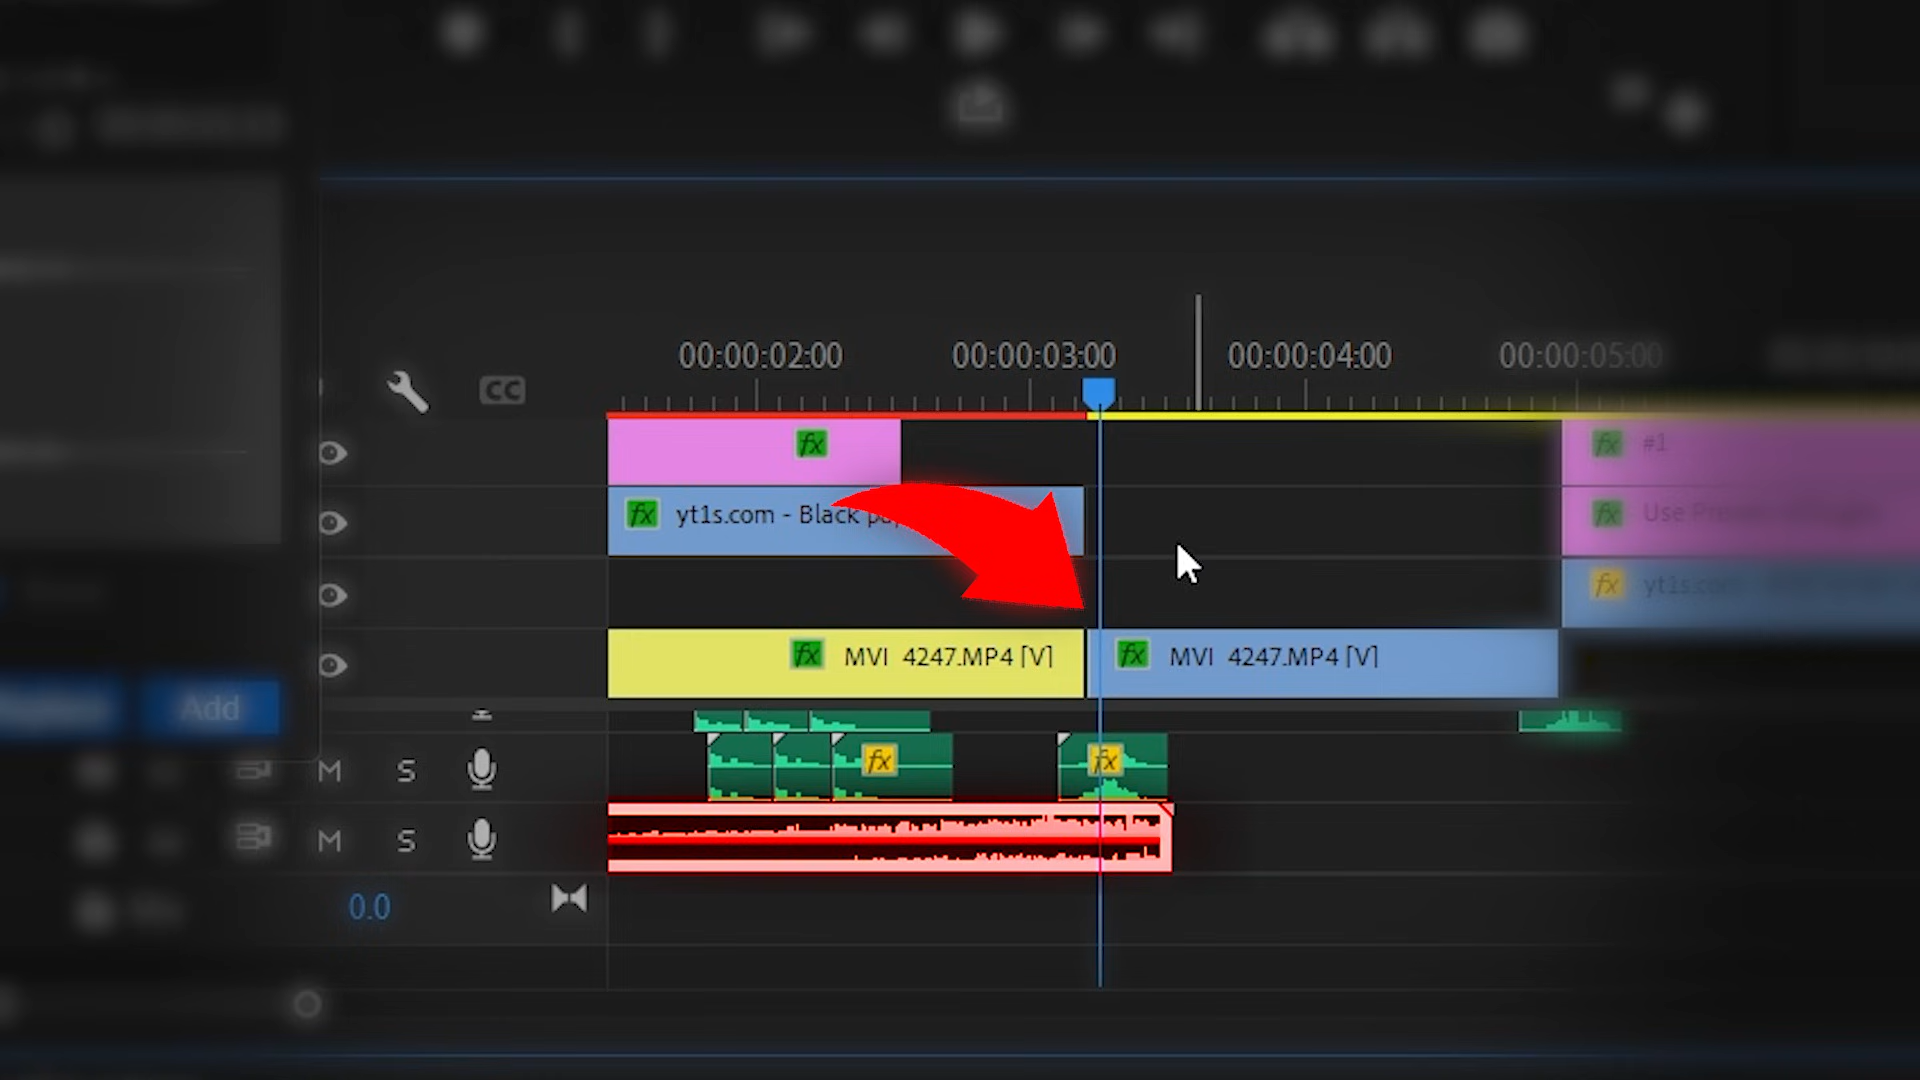 00:00:02:00 00:00:03:00 00:00:04:00 00:00:05:00
CC
fx
fx #1
fx yt1s.com - Black
fx Use
fx yt1s.com
fx MVI_4247.MP4 [V] fx MVI_4247.MP4 [V]
Add
M S fx fx
M S
0.0